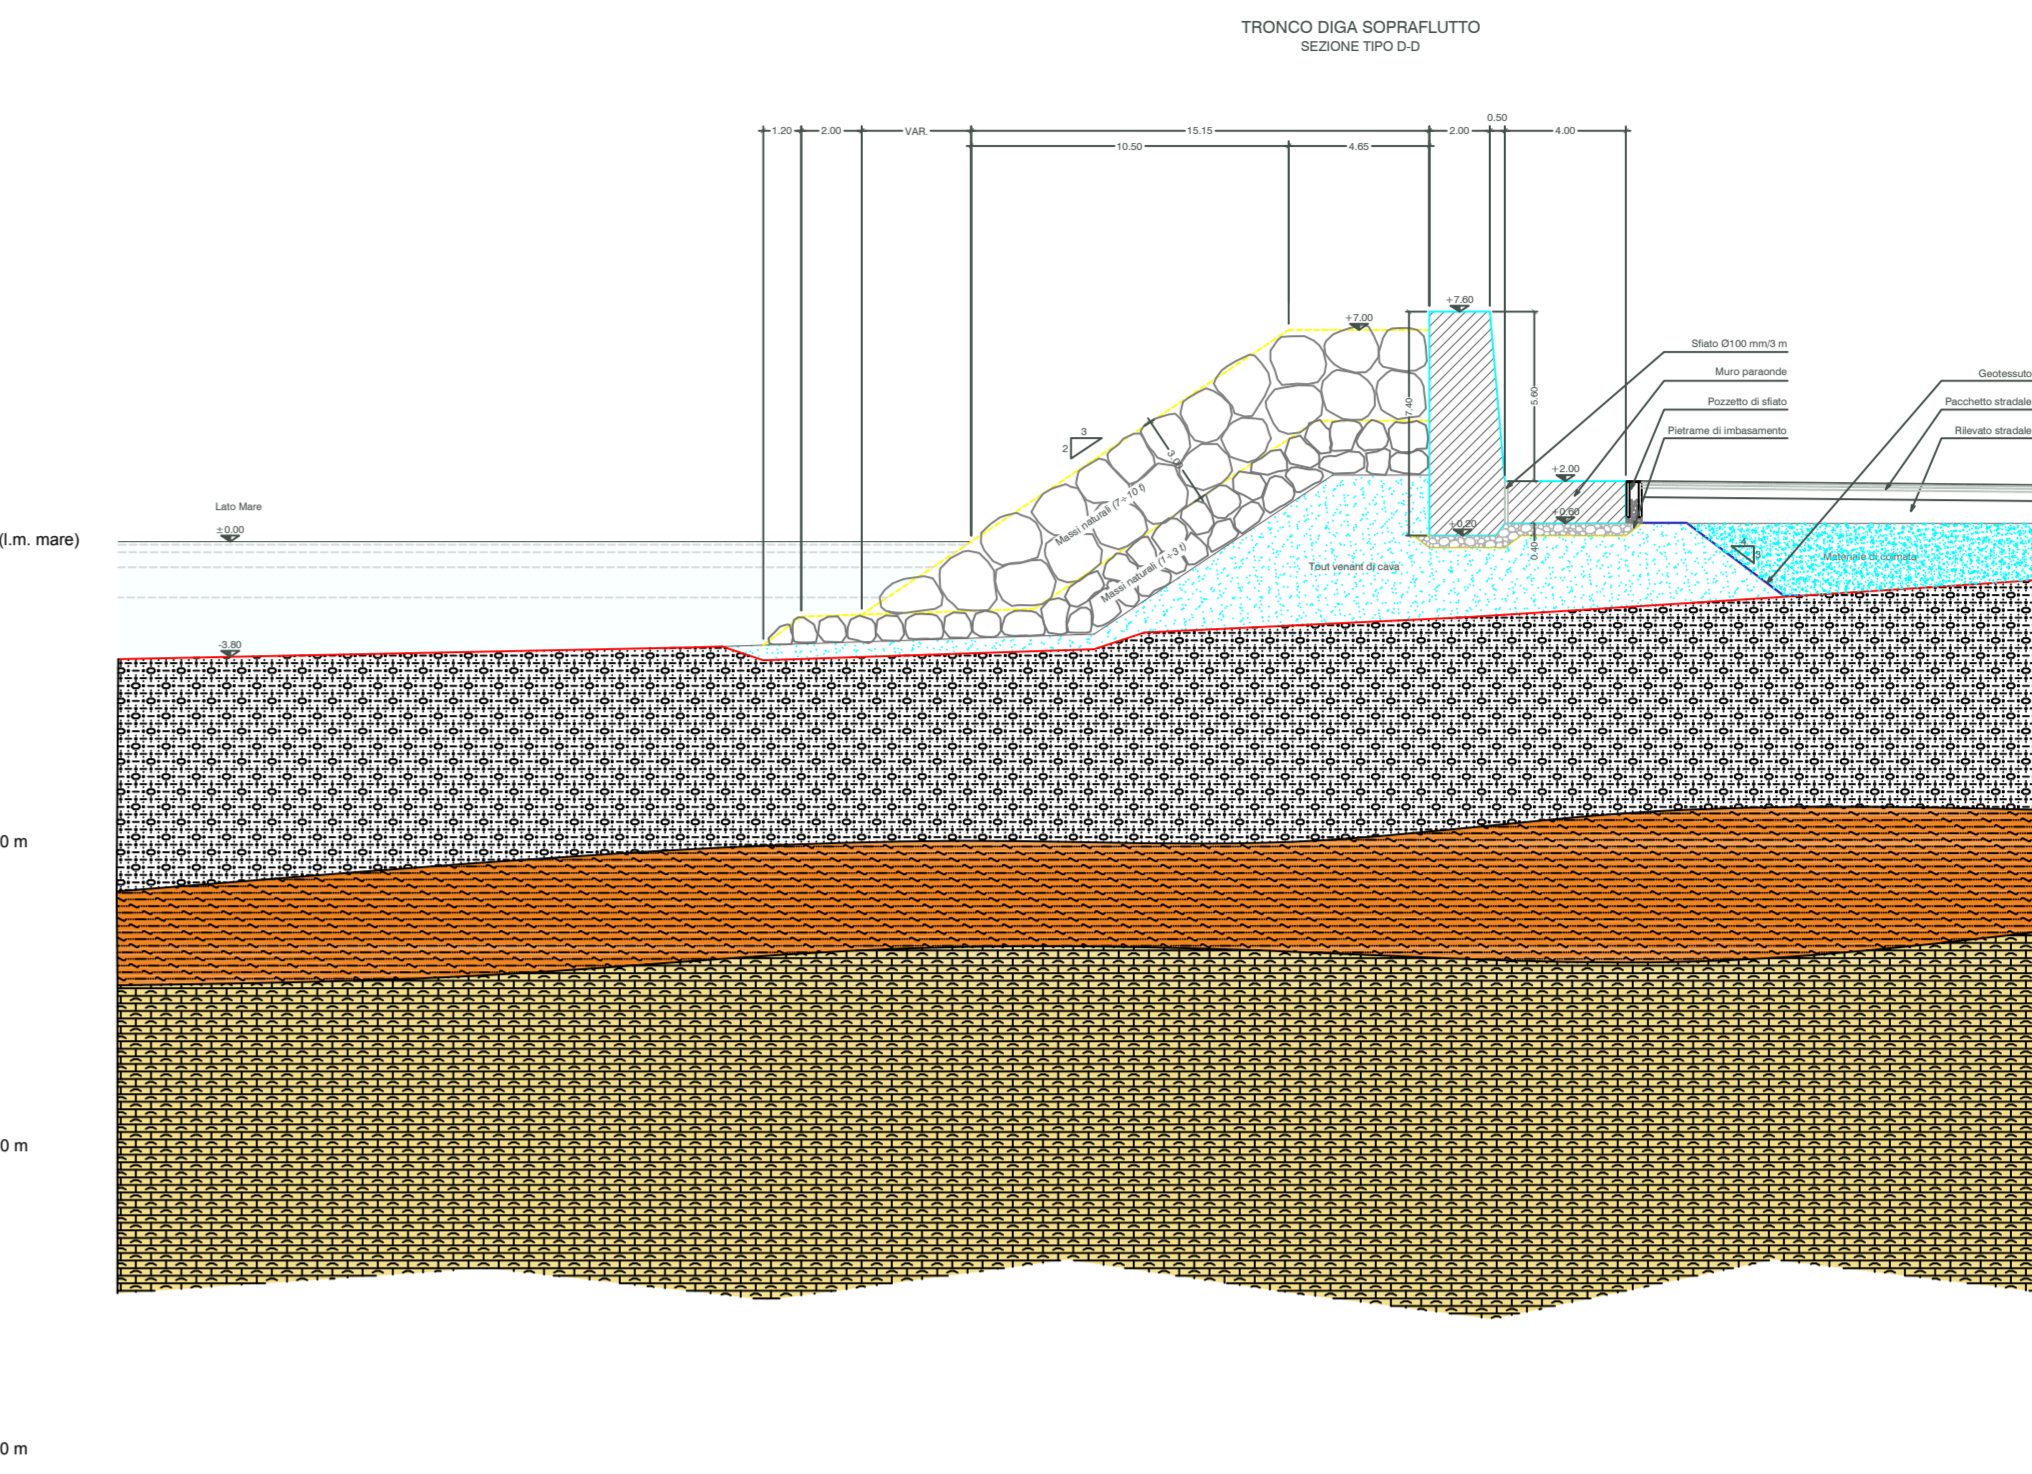 TRONCO DIGA SOPRAFLUTTO
SEZIONE TIPO D-D
0.50
1.20
2.00
VAR.
15.15
2.00
4.00
10.50
4.65
+7.60
+7.00
Sfiato Ø100 mm/3 m
Muro paraonde
Geotessuto
7.40
5.60
Pozzetto di sfiato
Pacchetto stradale
Pietrame di imbasamento
Rilevato stradale
3
2
+2.00
Massi naturali (7÷10 t)
Lato Mare
±0.00
+0.20
+0.60
(l.m. mare)
0.40
Massi naturali (1÷3 t)
Tout venant di cava
Materiale di colmata
-3.80
0 m
0 m
0 m